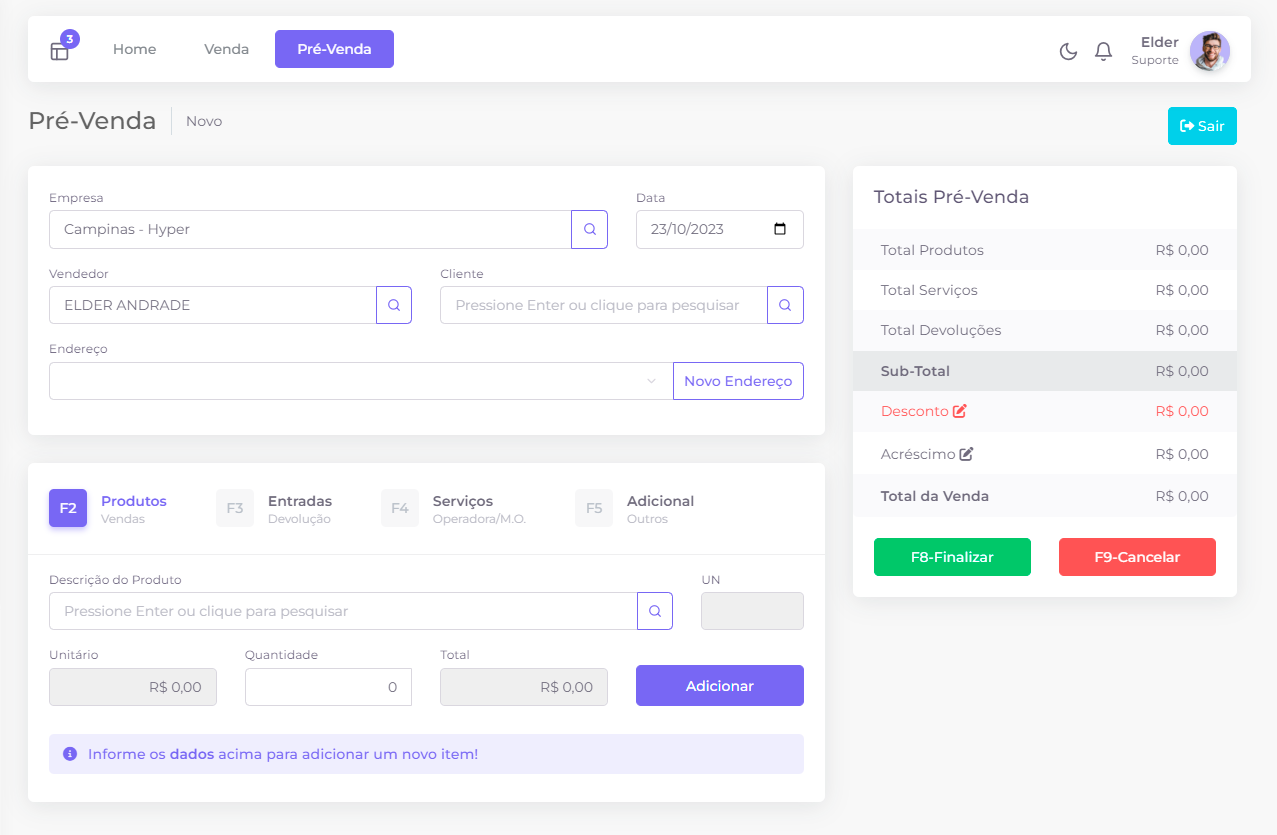 3
Home
Venda
Pré-Venda
Elder
Suporte
Pré-Venda
Novo
Sair
Empresa
Campinas - Hyper
Data
23/10/2023
Vendedor
ELDER ANDRADE
Cliente
Pressione Enter ou clique para pesquisar
Endereço
Novo Endereço
F2
Produtos
Vendas
F3
Entradas
Devolução
F4
Serviços
Operadora/M.O.
F5
Adicional
Outros
Descrição do Produto
Pressione Enter ou clique para pesquisar
UN
Unitário
R$ 0,00
Quantidade
0
Total
R$ 0,00
Adicionar
Informe os dados acima para adicionar um novo item!
Totais Pré-Venda
Total Produtos R$ 0,00
Total Serviços R$ 0,00
Total Devoluções R$ 0,00
Sub-Total R$ 0,00
Desconto R$ 0,00
Acréscimo R$ 0,00
Total da Venda R$ 0,00
F8-Finalizar
F9-Cancelar